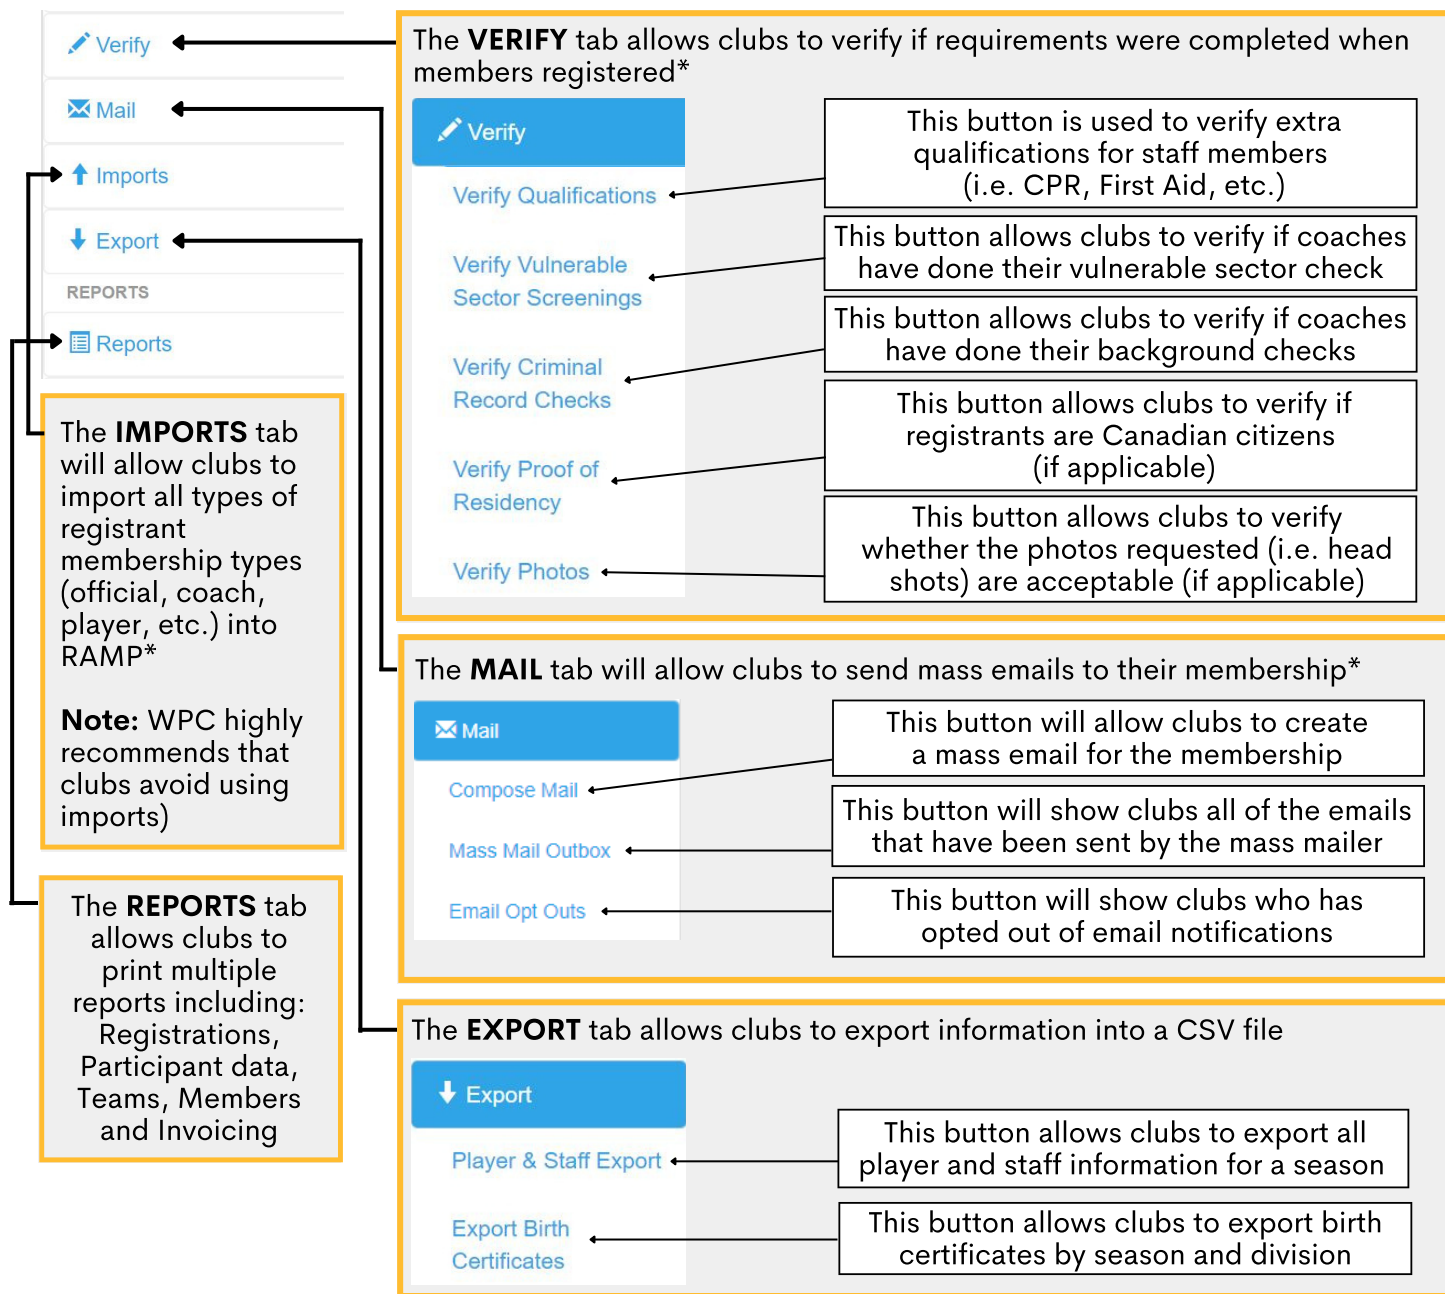 Verify
Mail
Imports
Export
REPORTS
Reports
The IMPORTS tab
will allow clubs to
import all types of
registrant
membership types
(official, coach,
player, etc.) into
RAMP*
Note: WPC highly
recommends that
clubs avoid using
imports)
The REPORTS tab
allows clubs to
print multiple
reports including:
Registrations,
Participant data,
Teams, Members
and Invoicing
The VERIFY tab allows clubs to verify if requirements were completed when
members registered*
Verify
Verify Qualifications
This button is used to verify extra
qualifications for staff members
(i.e. CPR, First Aid, etc.)
Verify Vulnerable
Sector Screenings
This button allows clubs to verify if coaches
have done their vulnerable sector check
Verify Criminal
Record Checks
This button allows clubs to verify if coaches
have done their background checks
Verify Proof of
Residency
This button allows clubs to verify if
registrants are Canadian citizens
(if applicable)
Verify Photos
This button allows clubs to verify
whether the photos requested (i.e. head
shots) are acceptable (if applicable)
The MAIL tab will allow clubs to send mass emails to their membership*
Mail
Compose Mail
This button will allow clubs to create
a mass email for the membership
Mass Mail Outbox
This button will show clubs all of the emails
that have been sent by the mass mailer
Email Opt Outs
This button will show clubs who has
opted out of email notifications
The EXPORT tab allows clubs to export information into a CSV file
Export
Player & Staff Export
This button allows clubs to export all
player and staff information for a season
Export Birth
Certificates
This button allows clubs to export birth
certificates by season and division